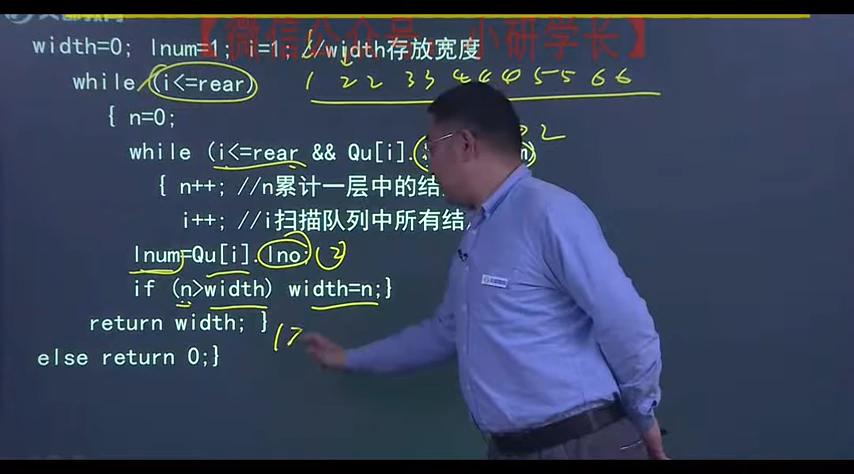 【微信公众号:小研学长】
width=0; lnum=1; i=1; //width存放宽度
while (i<=rear)
1 2 2 3 3 4 4 4 5 5 6 6
{ n=0;
while (i<=rear && Qu[i].
2
{ n++; //n累计一层中的结
i++; //i扫描队列中所有结
lnum=Qu[i].lno; (2)
if (n>width) width=n;}
return width; }
else return 0;}